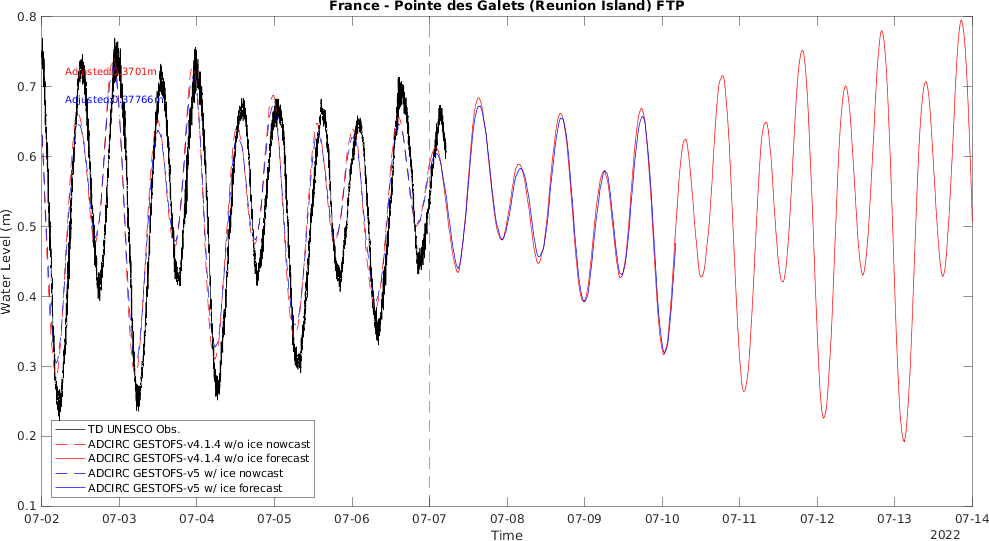 France - Pointe des Galets (Reunion Island) FTP
0.8
0.7
0.6
0.5
0.4
0.3
0.2
0.1
Water Level (m)
Adjusted:0.3701m
Adjusted:0.37766m
TD UNESCO Obs.
ADCIRC GESTOFS-v4.1.4 w/o ice nowcast
ADCIRC GESTOFS-v4.1.4 w/o ice forecast
ADCIRC GESTOFS-v5 w/ ice nowcast
ADCIRC GESTOFS-v5 w/ ice forecast
07-02 07-03 07-04 07-05 07-06 07-07 07-08 07-09 07-10 07-11 07-12 07-13 07-14
Time
2022